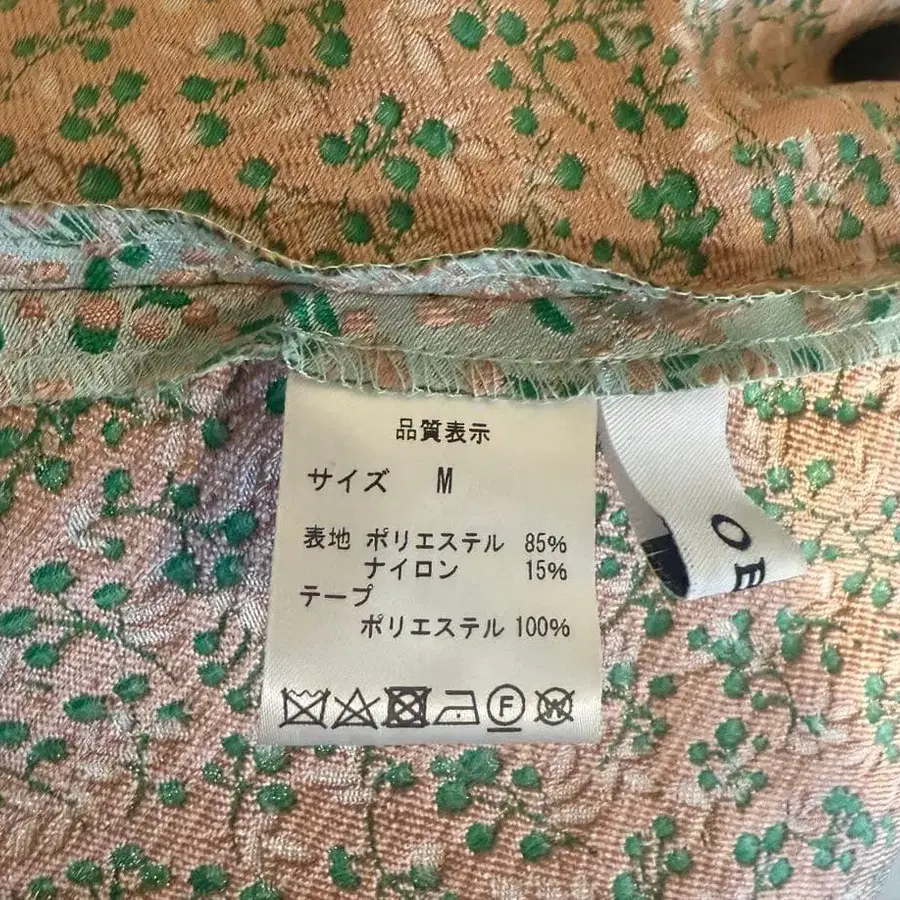 品質表示
サイズ M
表地 ポリエステル 85%
ナイロン 15%
テープ
ポリエステル 100%
F W